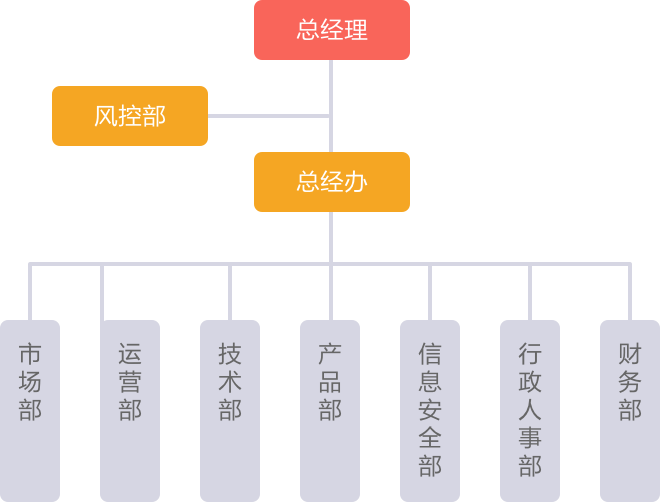 总经理
风控部
总经办
市场部
运营部
技术部
产品部
信息安全部
行政人事部
财务部